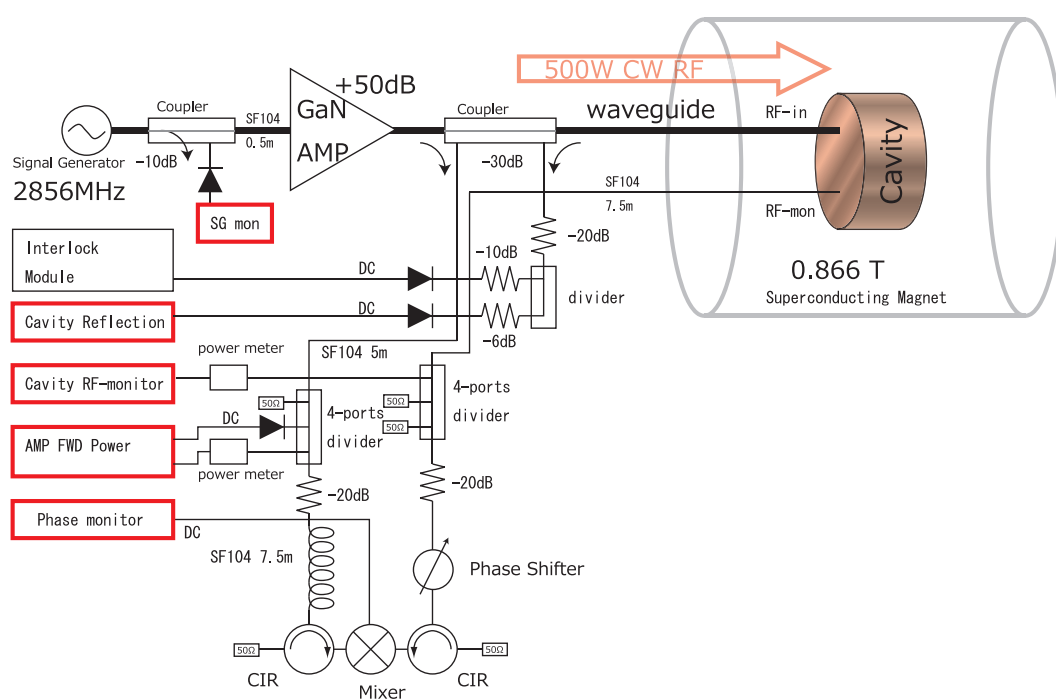 500W CW RF
+50dB
GaN
AMP
Coupler
Coupler
waveguide
RF-in
Cavity
SF104
0.5m
Signal Generator
-10dB
-30dB
2856MHz
SF104
7.5m
RF-mon
SG mon
-20dB
Interlock
Module
DC
-10dB
0.866 T
Superconducting Magnet
divider
Cavity Reflection
DC
-6dB
power meter
SF104 5m
Cavity RF-monitor
4-ports
divider
50Ω
50Ω
50Ω
4-ports
divider
DC
AMP FWD Power
power meter
-20dB
-20dB
Phase monitor
DC
SF104 7.5m
Phase Shifter
50Ω
50Ω
CIR
CIR
Mixer